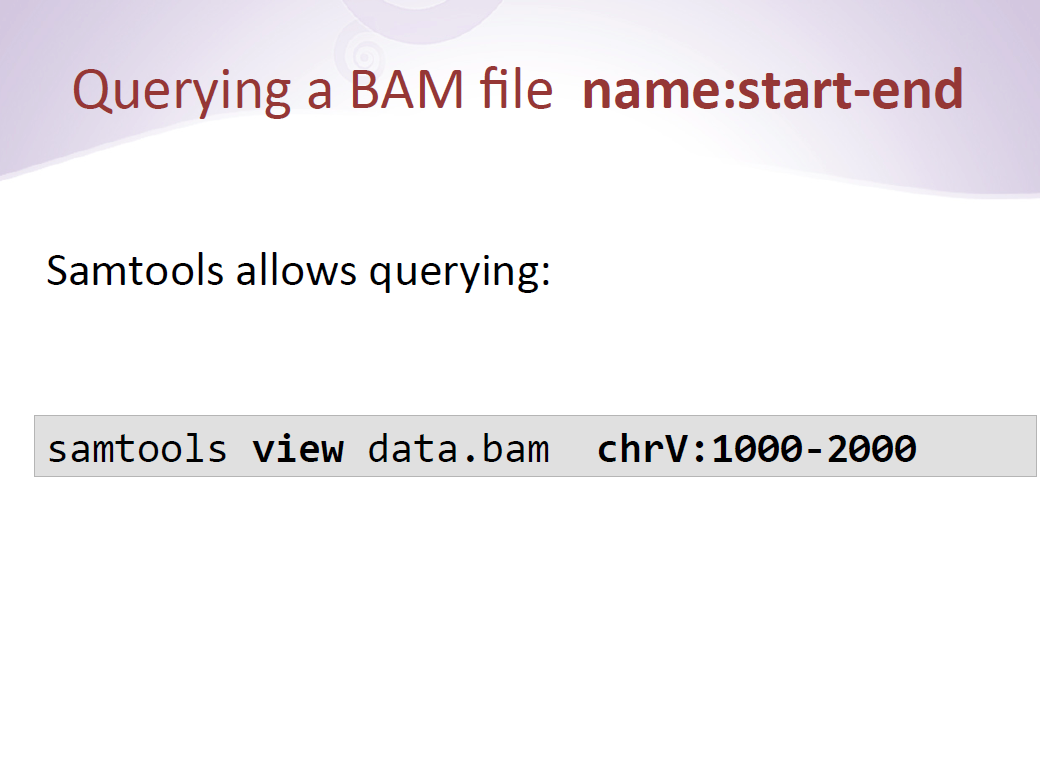 Querying a BAM file name:start-end
Samtools allows querying:
samtools view data.bam chrV:1000-2000